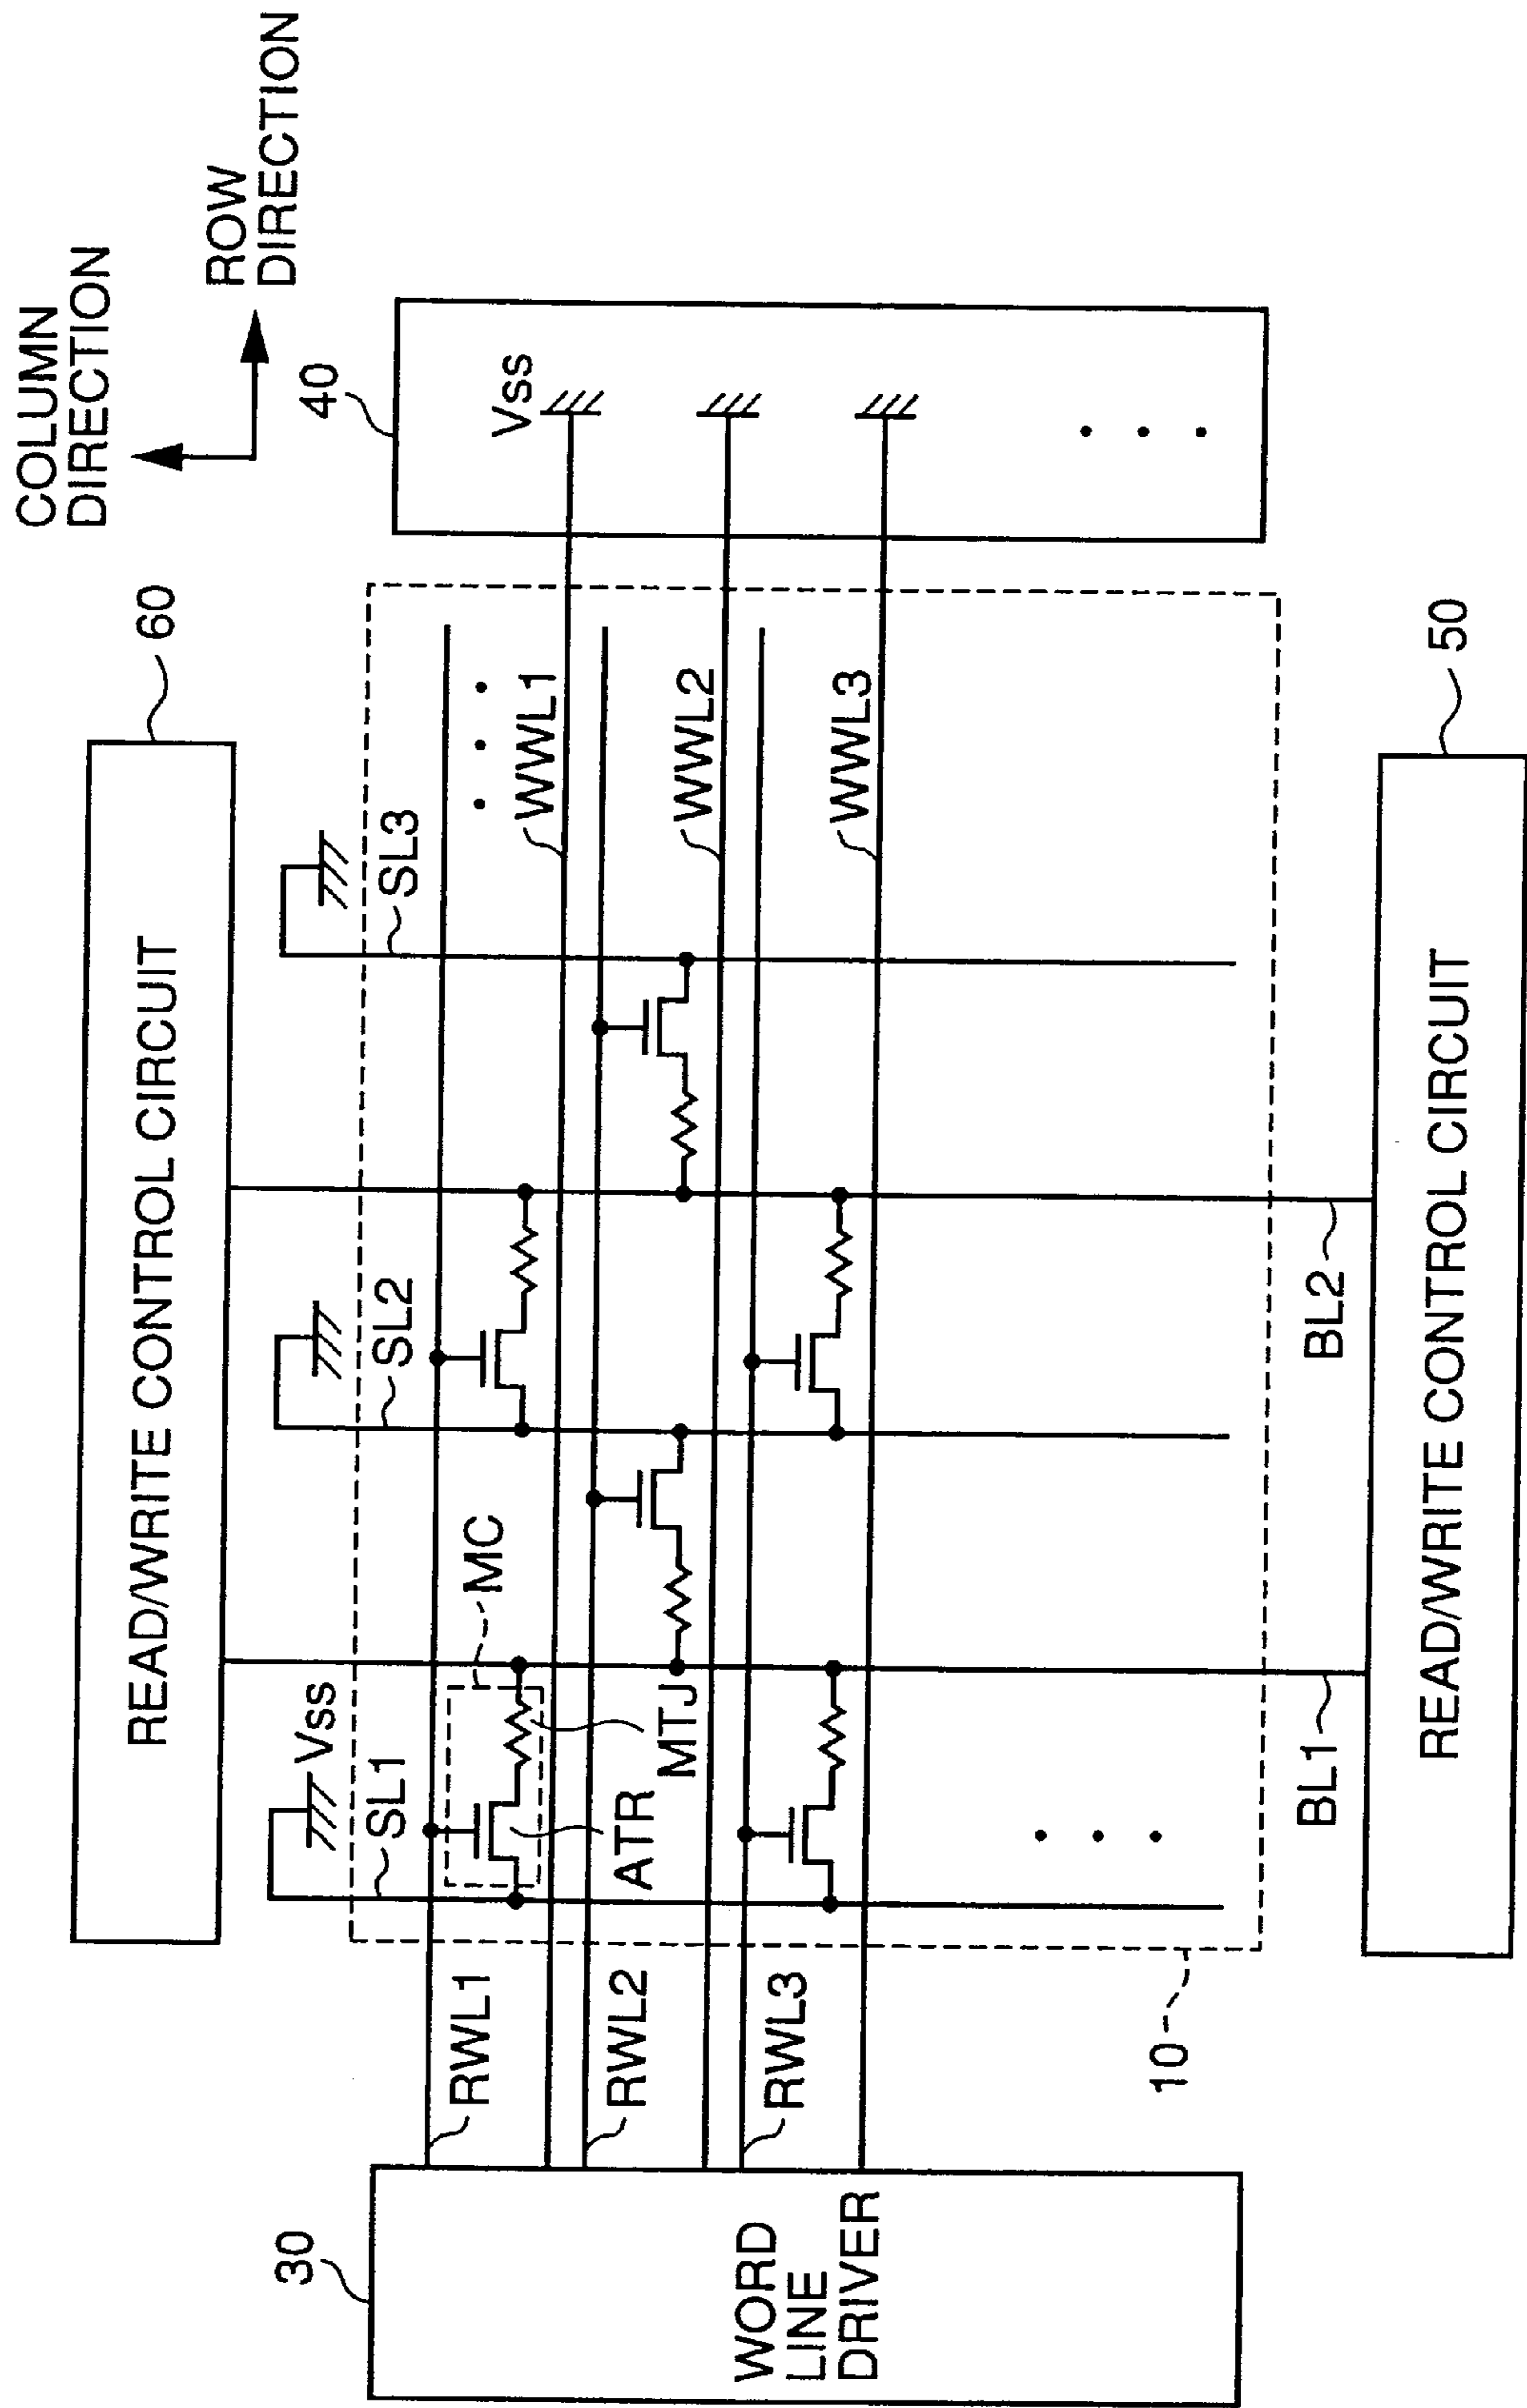 COLUMN
DIRECTION
ROW
DIRECTION
60
READ/WRITE CONTROL CIRCUIT
30
WORD
LINE
DRIVER
40
Vss
Vss
SL1
SL2
SL3
RWL1
MC
WWL1
ATR
MTJ
RWL2
WWL2
RWL3
WWL3
10
BL1
BL2
50
READ/WRITE CONTROL CIRCUIT